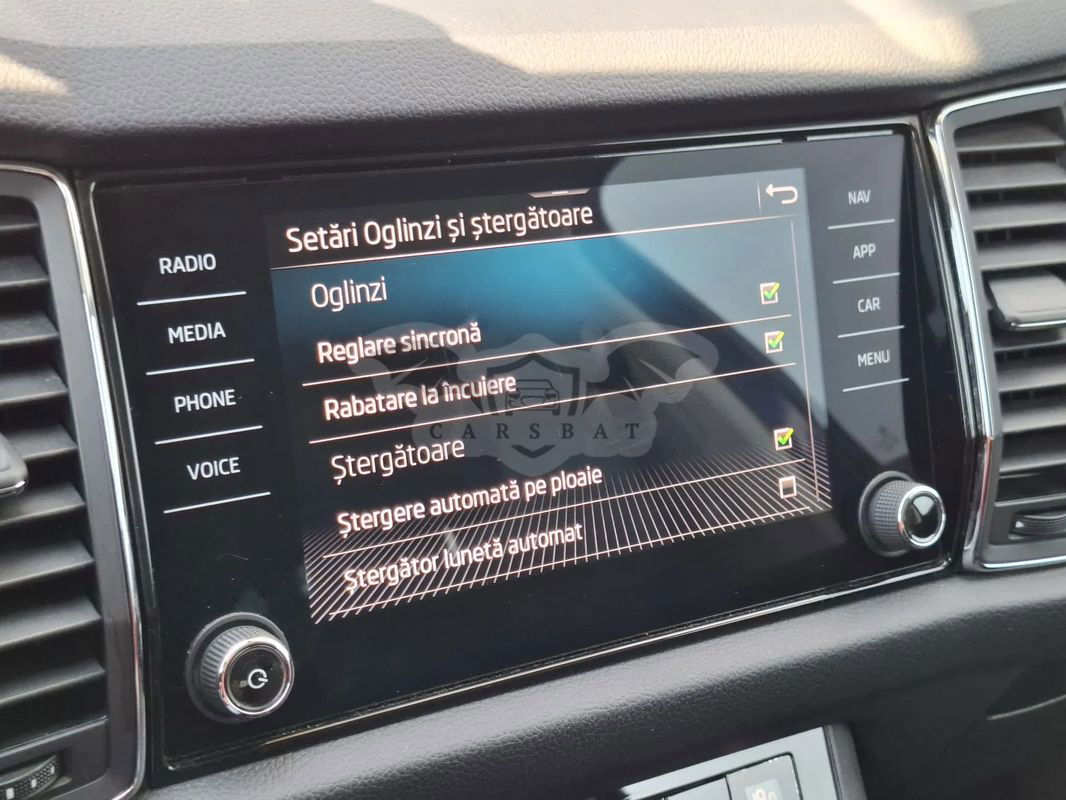 RADIO
MEDIA
PHONE
VOICE
Setări Oglinzi și ștergătoare
Oglinzi
Reglare sincronă
Rabatare la încuiere
Ștergătoare
Ștergere automată pe ploaie
Ștergător lunetă automat
NAV
APP
CAR
MENU
CARSBAT